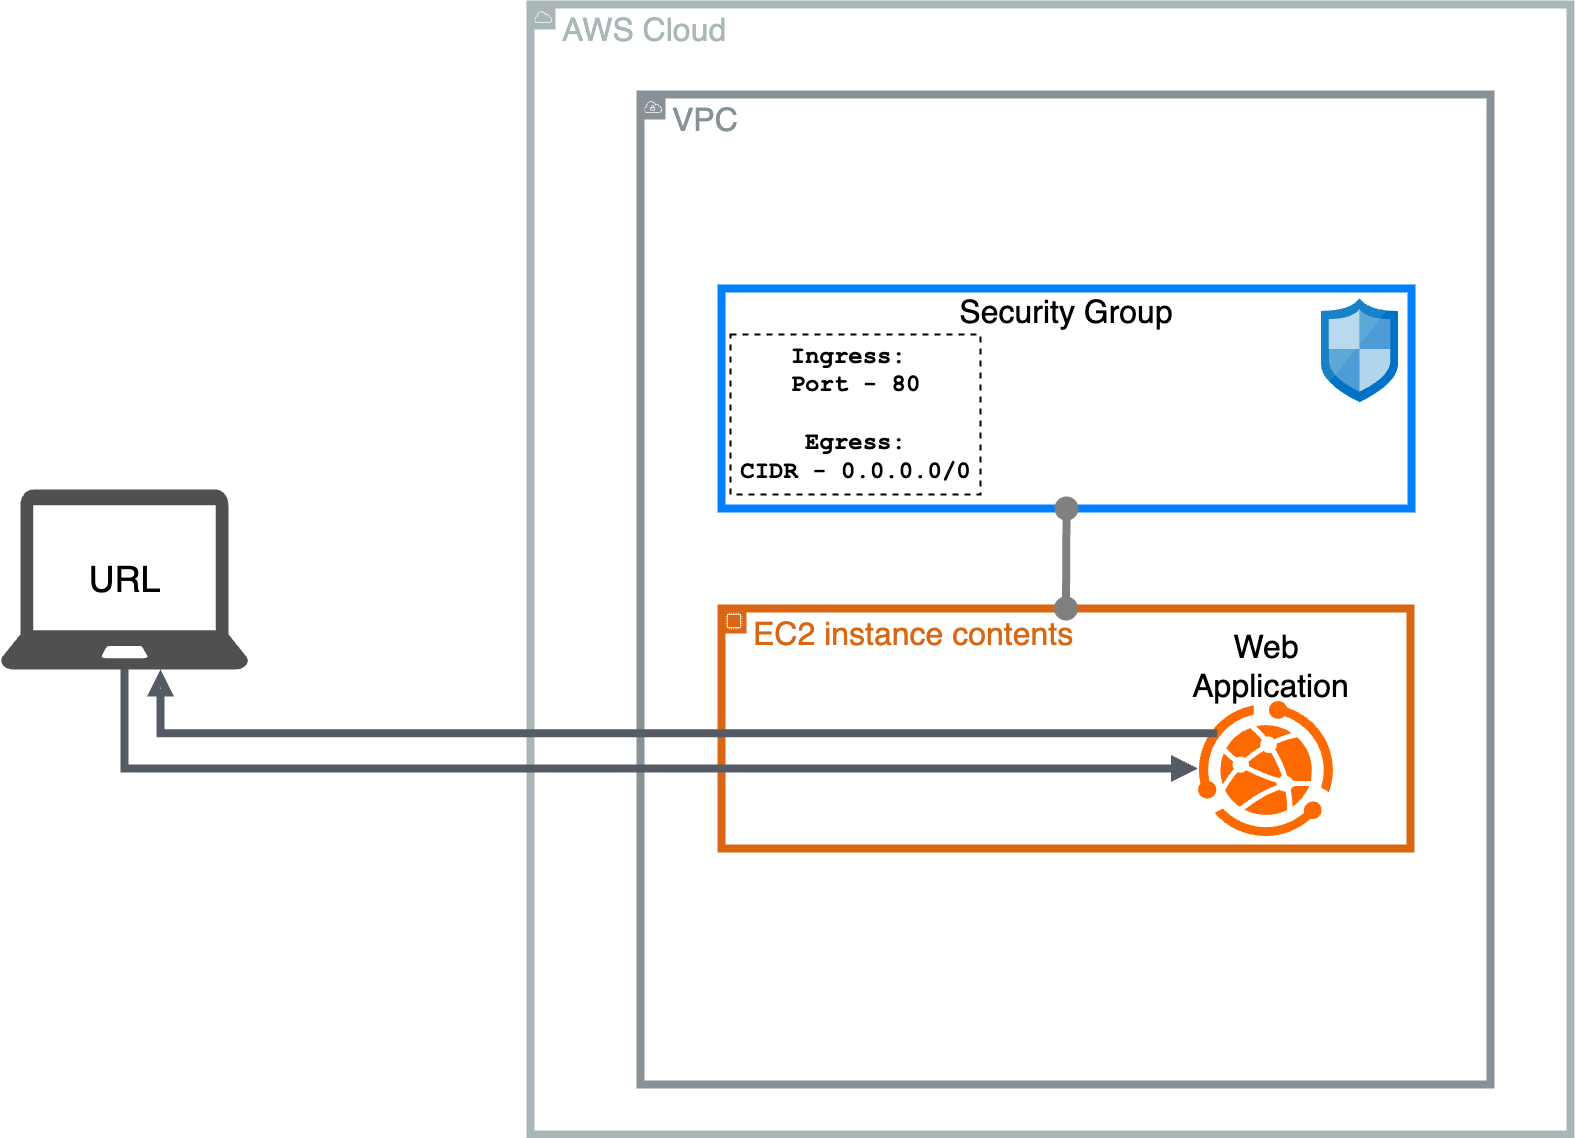 AWS Cloud
VPC
Security Group
Ingress:
Port - 80
Egress:
CIDR - 0.0.0.0/0
URL
EC2 instance contents
Web
Application